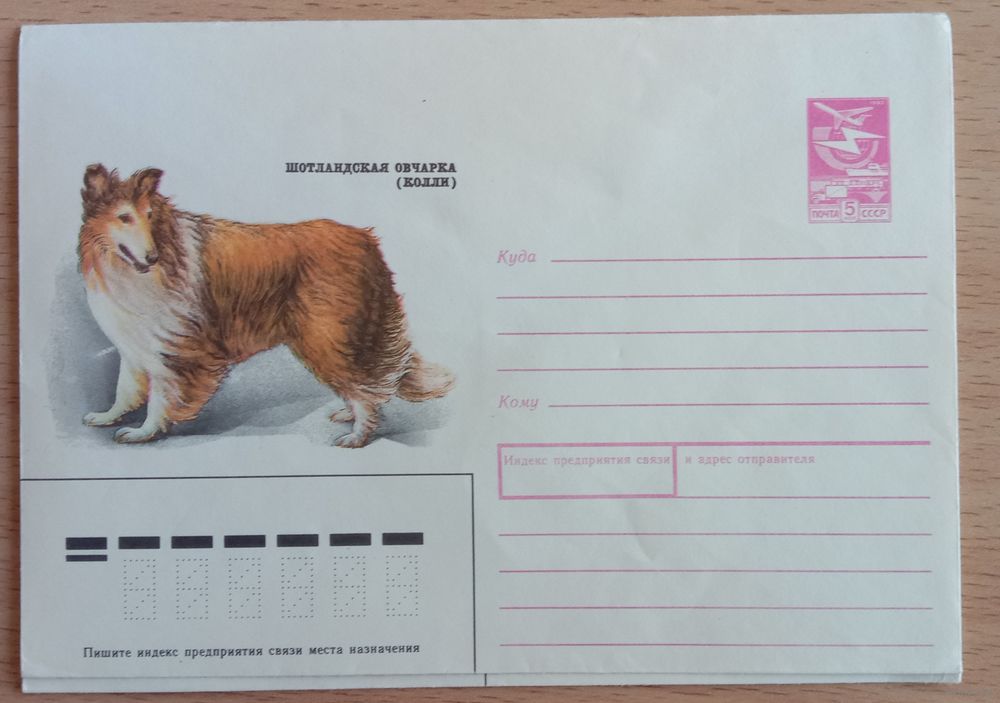 ШОТЛАНДСКАЯ ОВЧАРКА
(КОЛЛИ)
ПОЧТА 5 СССР
Куда
Кому
Индекс предприятия связи и адрес отправителя
Пишите индекс предприятия связи места назначения